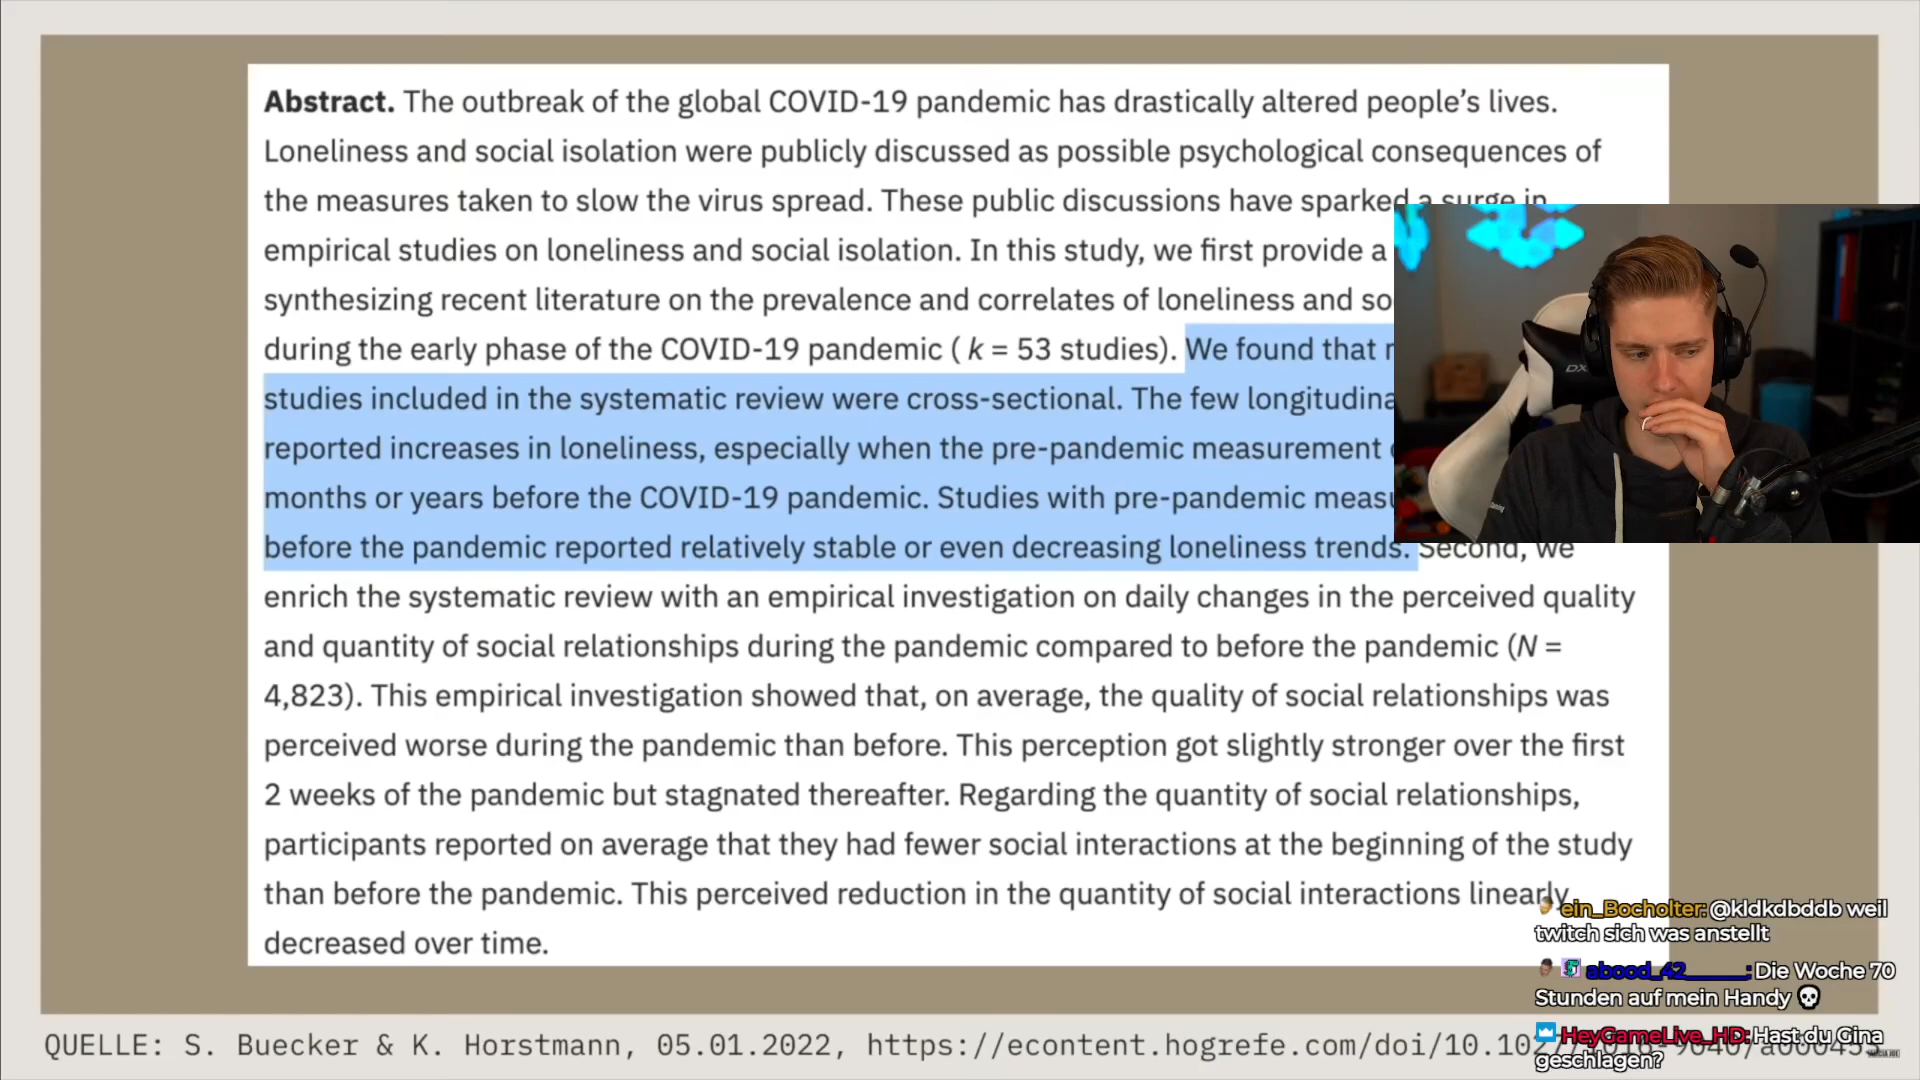 Abstract. The outbreak of the global COVID-19 pandemic has drastically altered people’s lives.
Loneliness and social isolation were publicly discussed as possible psychological consequences of
the measures taken to slow the virus spread. These public discussions have sparked a surge in
empirical studies on loneliness and social isolation. In this study, we first provide a
synthesizing recent literature on the prevalence and correlates of loneliness and
during the early phase of the COVID-19 pandemic ( k = 53 studies). We found that
studies included in the systematic review were cross-sectional. The few
reported increases in loneliness, especially when the pre-pandemic measurement
months or years before the COVID-19 pandemic. Studies with pre-pandemic
before the pandemic reported relatively stable or even decreasing loneliness trends. Second, we
enrich the systematic review with an empirical investigation on daily changes in the perceived quality
and quantity of social relationships during the pandemic compared to before the pandemic (N =
4,823). This empirical investigation showed that, on average, the quality of social relationships was
perceived worse during the pandemic than before. This perception got slightly stronger over the first
2 weeks of the pandemic but stagnated thereafter. Regarding the quantity of social relationships,
participants reported on average that they had fewer social interactions at the beginning of the study
than before the pandemic. This perceived reduction in the quantity of social interactions linearly
decreased over time.
ein_Bocholter: @kldkdbddb weil
twitch sich was anstellt
Die Woche 70
Stunden auf mein Handy 💀
HeyGameLive_HD: Hast du Gina
geschlagen?
QUELLE: S. Buecker & K. Horstmann, 05.01.2022,